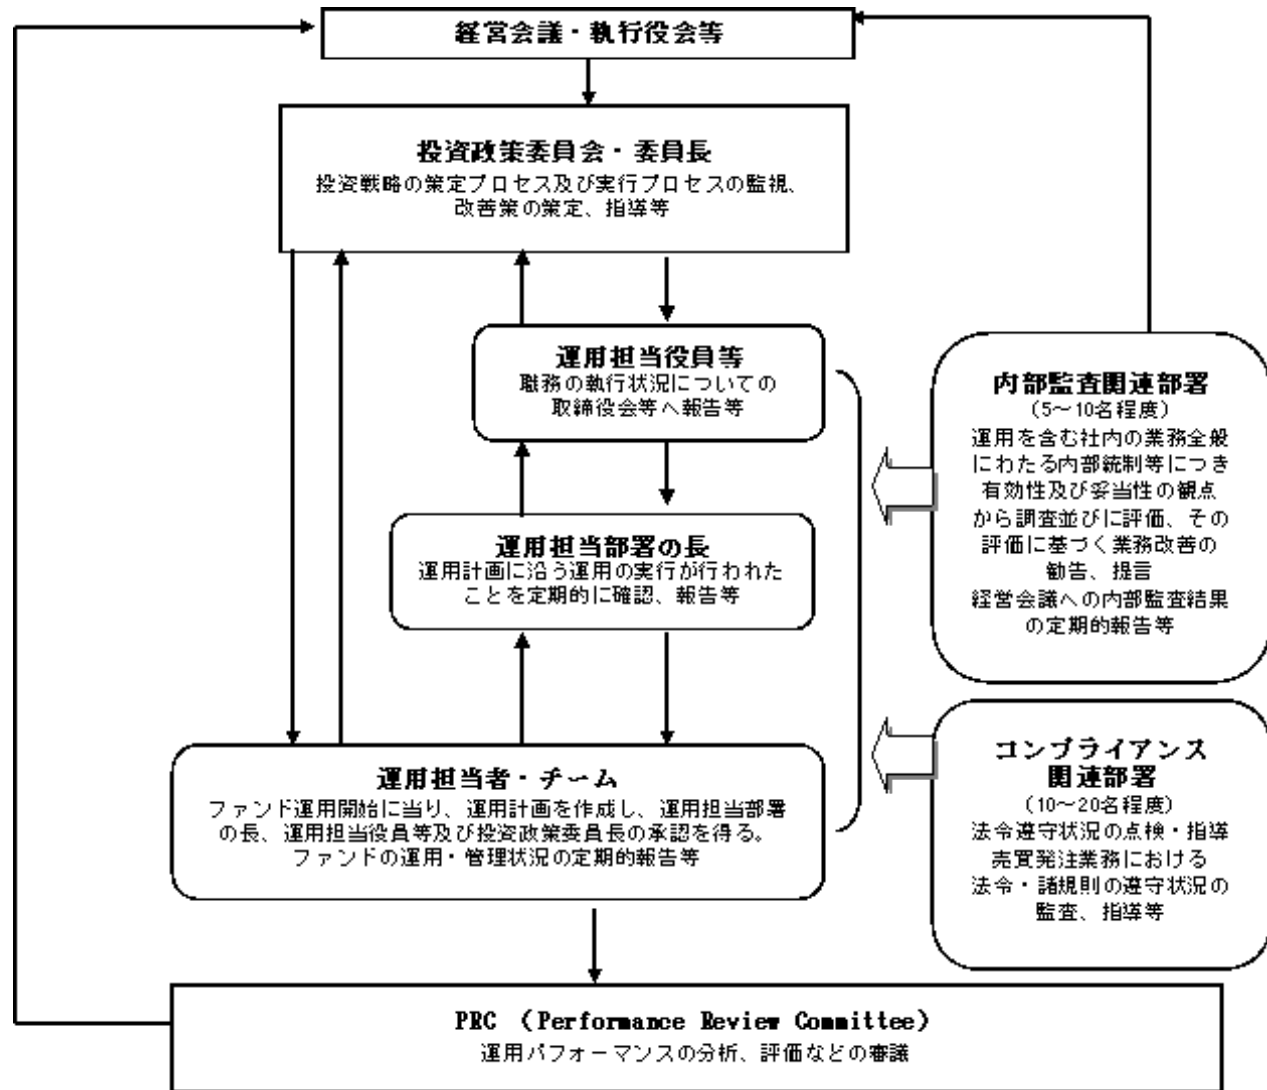 経営会議・執行役会等
投資政策委員会・委員長
投資戦略の策定プロセス及び実行プロセスの監視、
改善策の策定、指導等
運用担当役員等
職務の執行状況についての
取締役会等へ報告等
運用担当部署の長
運用計画に沿う運用の実行が行われた
ことを定期的に確認、報告等
運用担当者・チーム
ファンド運用開始に当り、運用計画を作成し、運用担当部署
の長、運用担当役員等及び投資政策委員長の承認を得る。
ファンドの運用・管理状況の定期的報告等
内部監査関連部署
(5～10名程度)
運用を含む社内の業務全般
にわたる内部統制等につき
有効性及び妥当性の観点
から調査並びに評価、その
評価に基づく業務改善の
勧告、提言
経営会議への内部監査結果
の定期的報告等
コンプライアンス
関連部署
(10～20名程度)
法令遵守状況の点検・指導
売買発注業務における
法令・諸規則の遵守状況の
監査、指導等
PRC （Performance Review Committee）
運用パフォーマンスの分析、評価などの審議